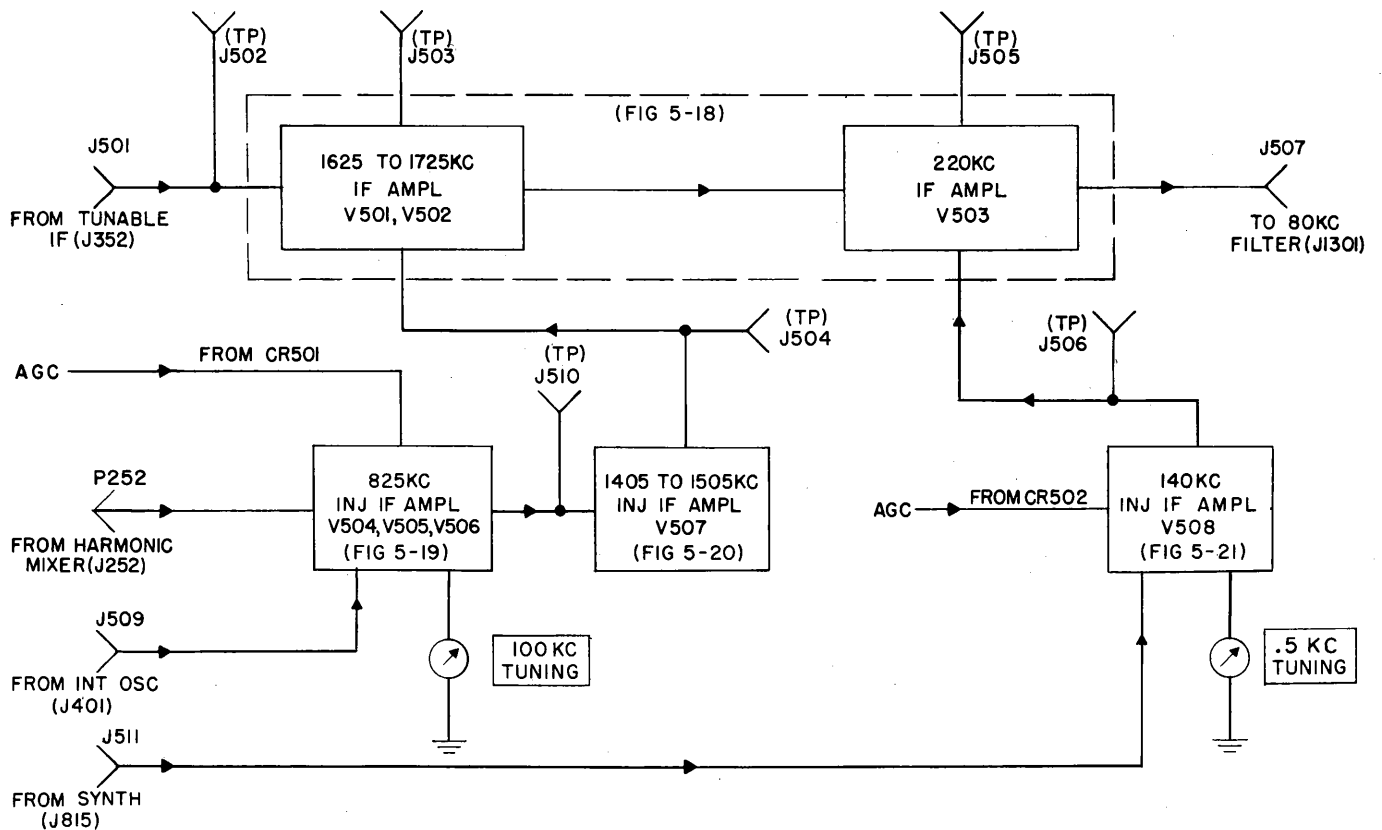 (TP)
J502
(TP)
J503
(TP)
J505
(FIG 5-18)
J501
FROM TUNABLE
IF (J352)
1625 TO 1725KC
IF AMPL
V501, V502
220KC
IF AMPL
V503
J507
TO 80KC
FILTER (J1301)
(TP)
J504
(TP)
J506
AGC
FROM CR501
(TP)
J510
P252
FROM HARMONIC
MIXER (J252)
825KC
INJ IF AMPL
V504, V505, V506
(FIG 5-19)
1405 TO 1505KC
INJ IF AMPL
V507
(FIG 5-20)
AGC
FROM CR502
140KC
INJ IF AMPL
V508
(FIG 5-21)
J509
FROM INT OSC
(J401)
100 KC
TUNING
.5 KC
TUNING
J511
FROM SYNTH
(J815)